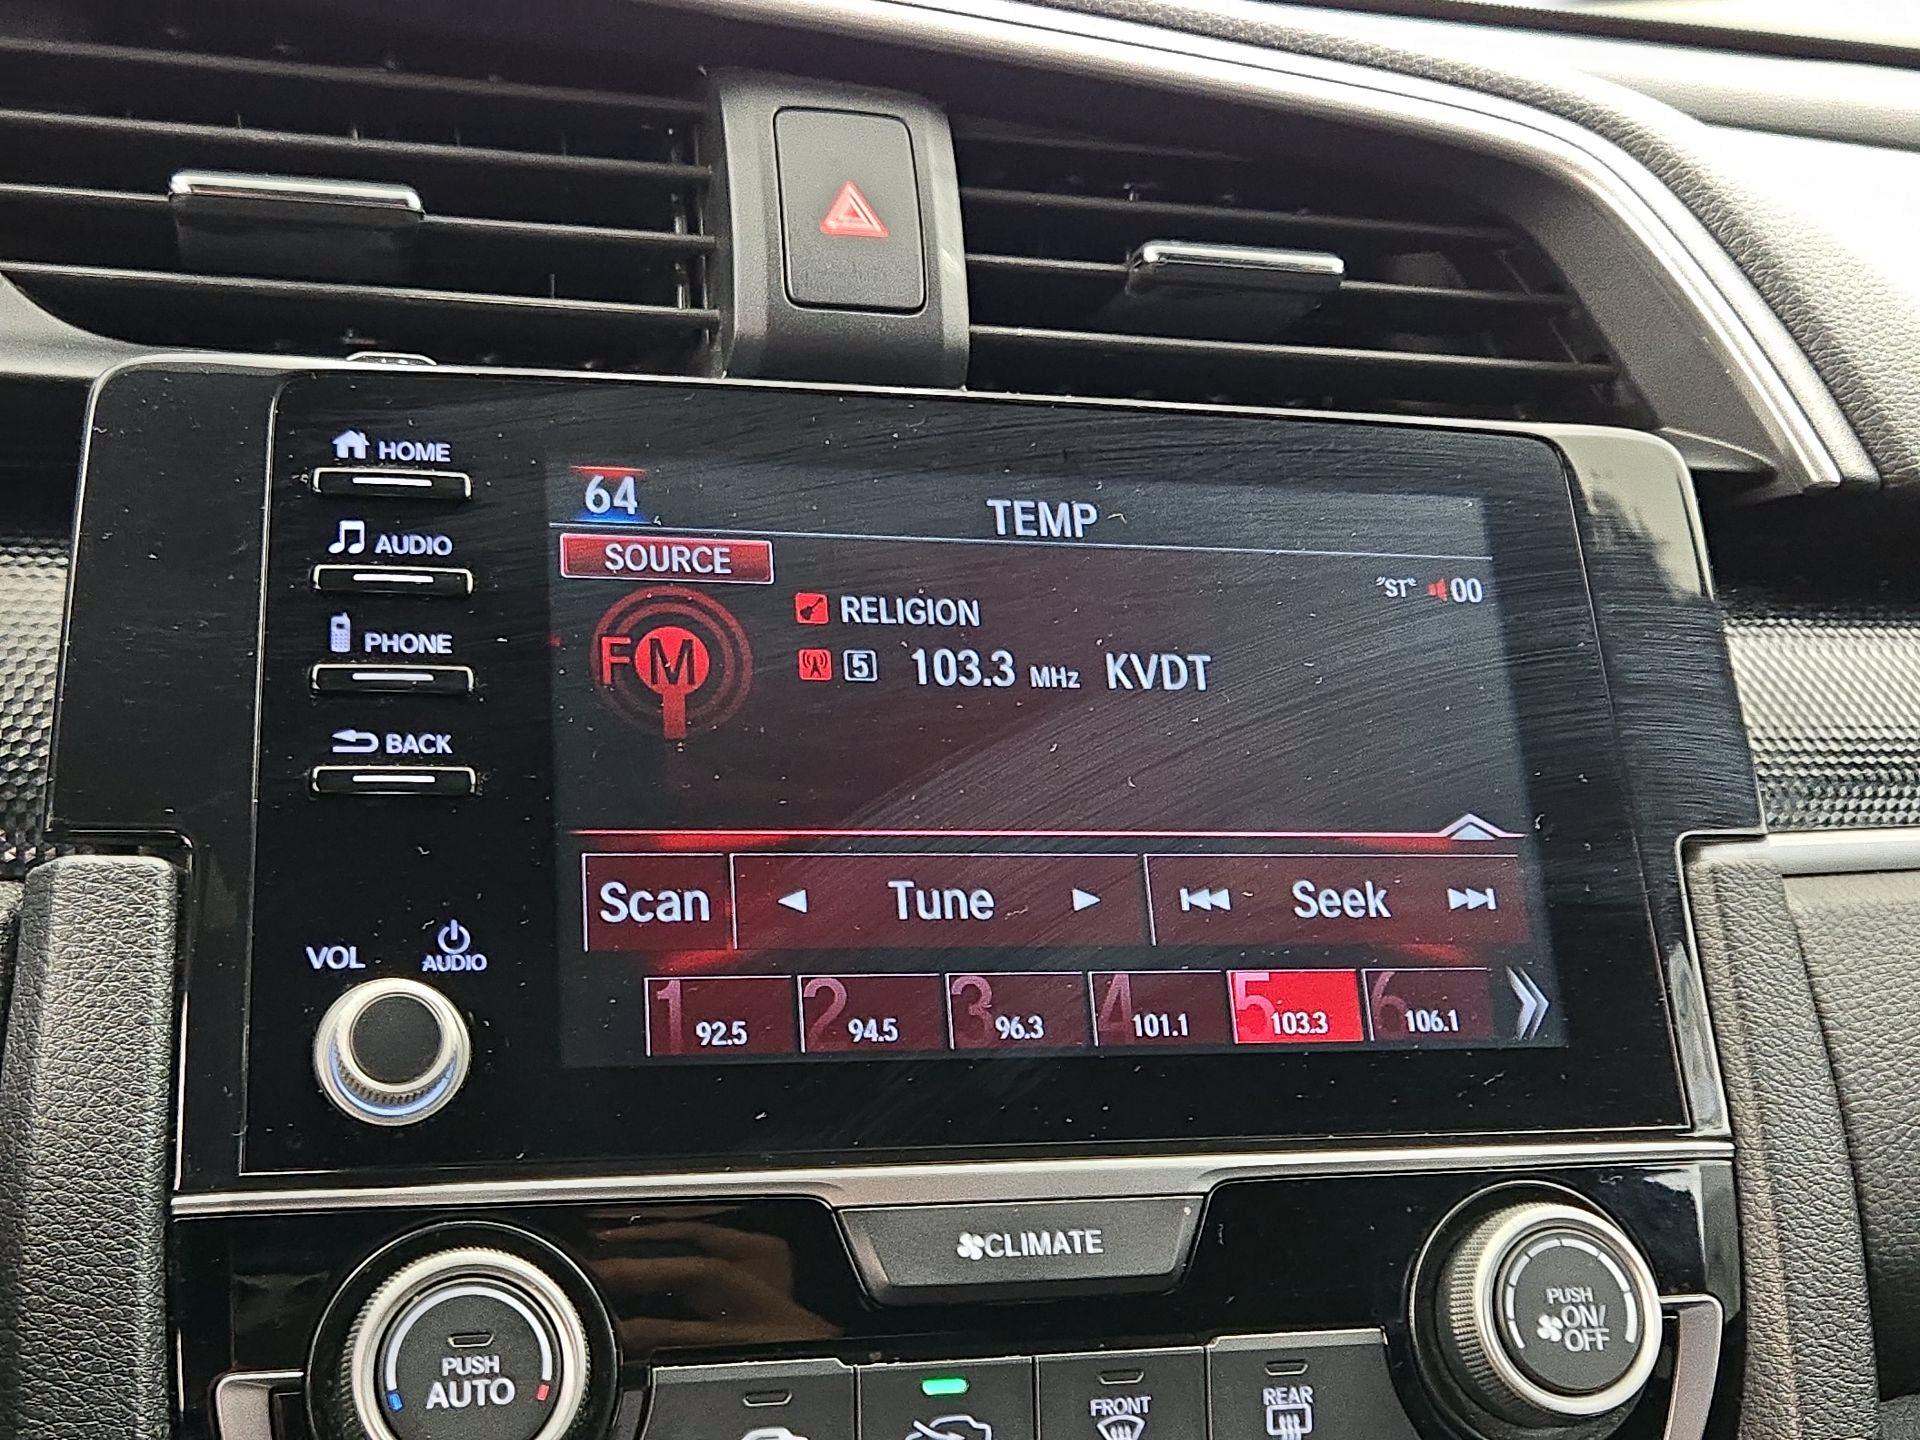 HOME
AUDIO
PHONE
BACK
VOL
AUDIO
64
TEMP
SOURCE
"ST" 00
FM
RELIGION
5 103.3 MHz KVDT
Scan Tune Seek
1 92.5
2 94.5
3 96.3
4 101.1
5 103.3
6 106.1
CLIMATE
PUSH
AUTO
FRONT
REAR
PUSH
ON/
OFF